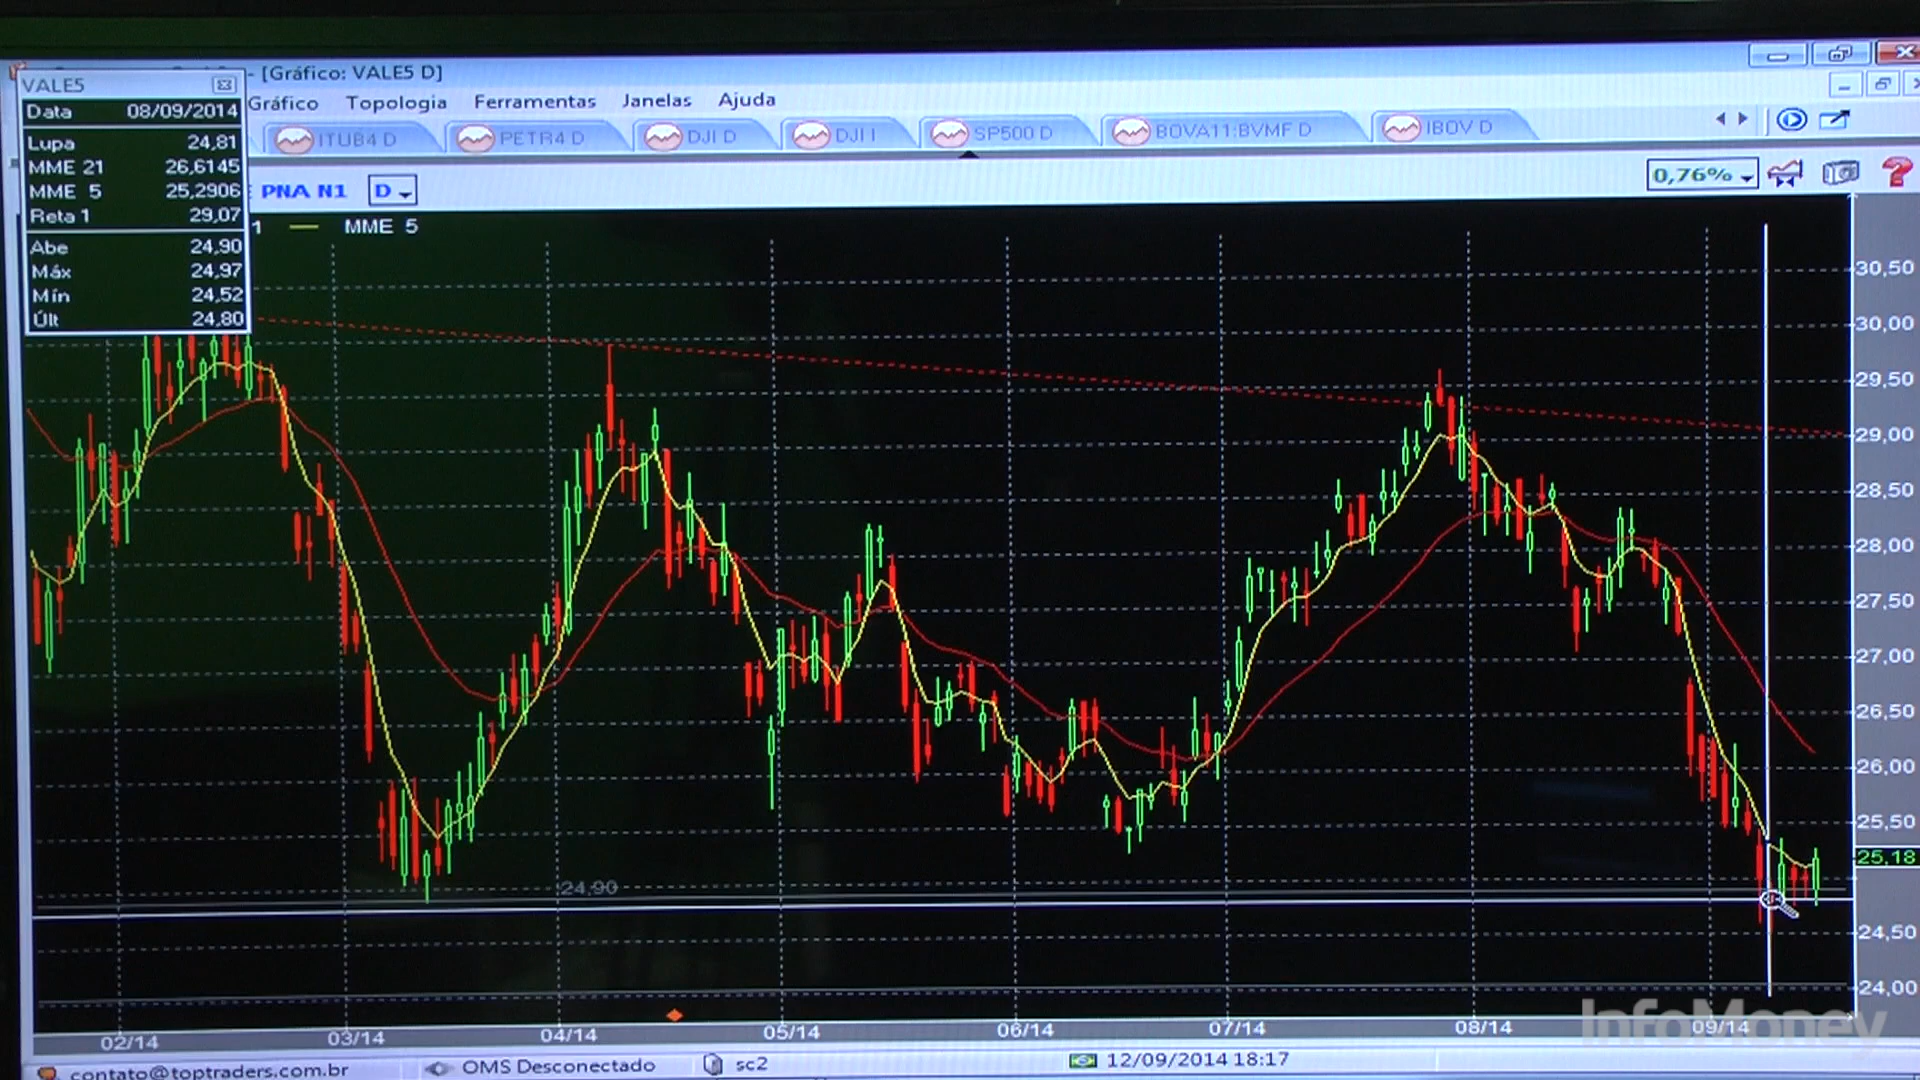 - [Gráfico: VALE5 D]
VALE5
Data 08/09/2014
Lupa 24,81
MME 21 26,6145
MME 5 25,2906
Reta 1 29,07
Abe 24,90
Máx 24,97
Mín 24,52
Últ 24,80
Gráfico Topologia Ferramentas Janelas Ajuda
ITUB4 D PETR4 D DJI D DJI I SP500 D BOVA11:BVMF D IBOV D
PNA N1 D 0,76% ?
1 MME 5
30,50
30,00
29,50
29,00
28,50
28,00
27,50
27,00
26,50
26,00
25,50
25,18
24,90
24,50
24,00
02/14 03/14 04/14 05/14 06/14 07/14 08/14 09/14
InfoMoney
contato@toptraders.com.br OMS Desconectado sc2 12/09/2014 18:17